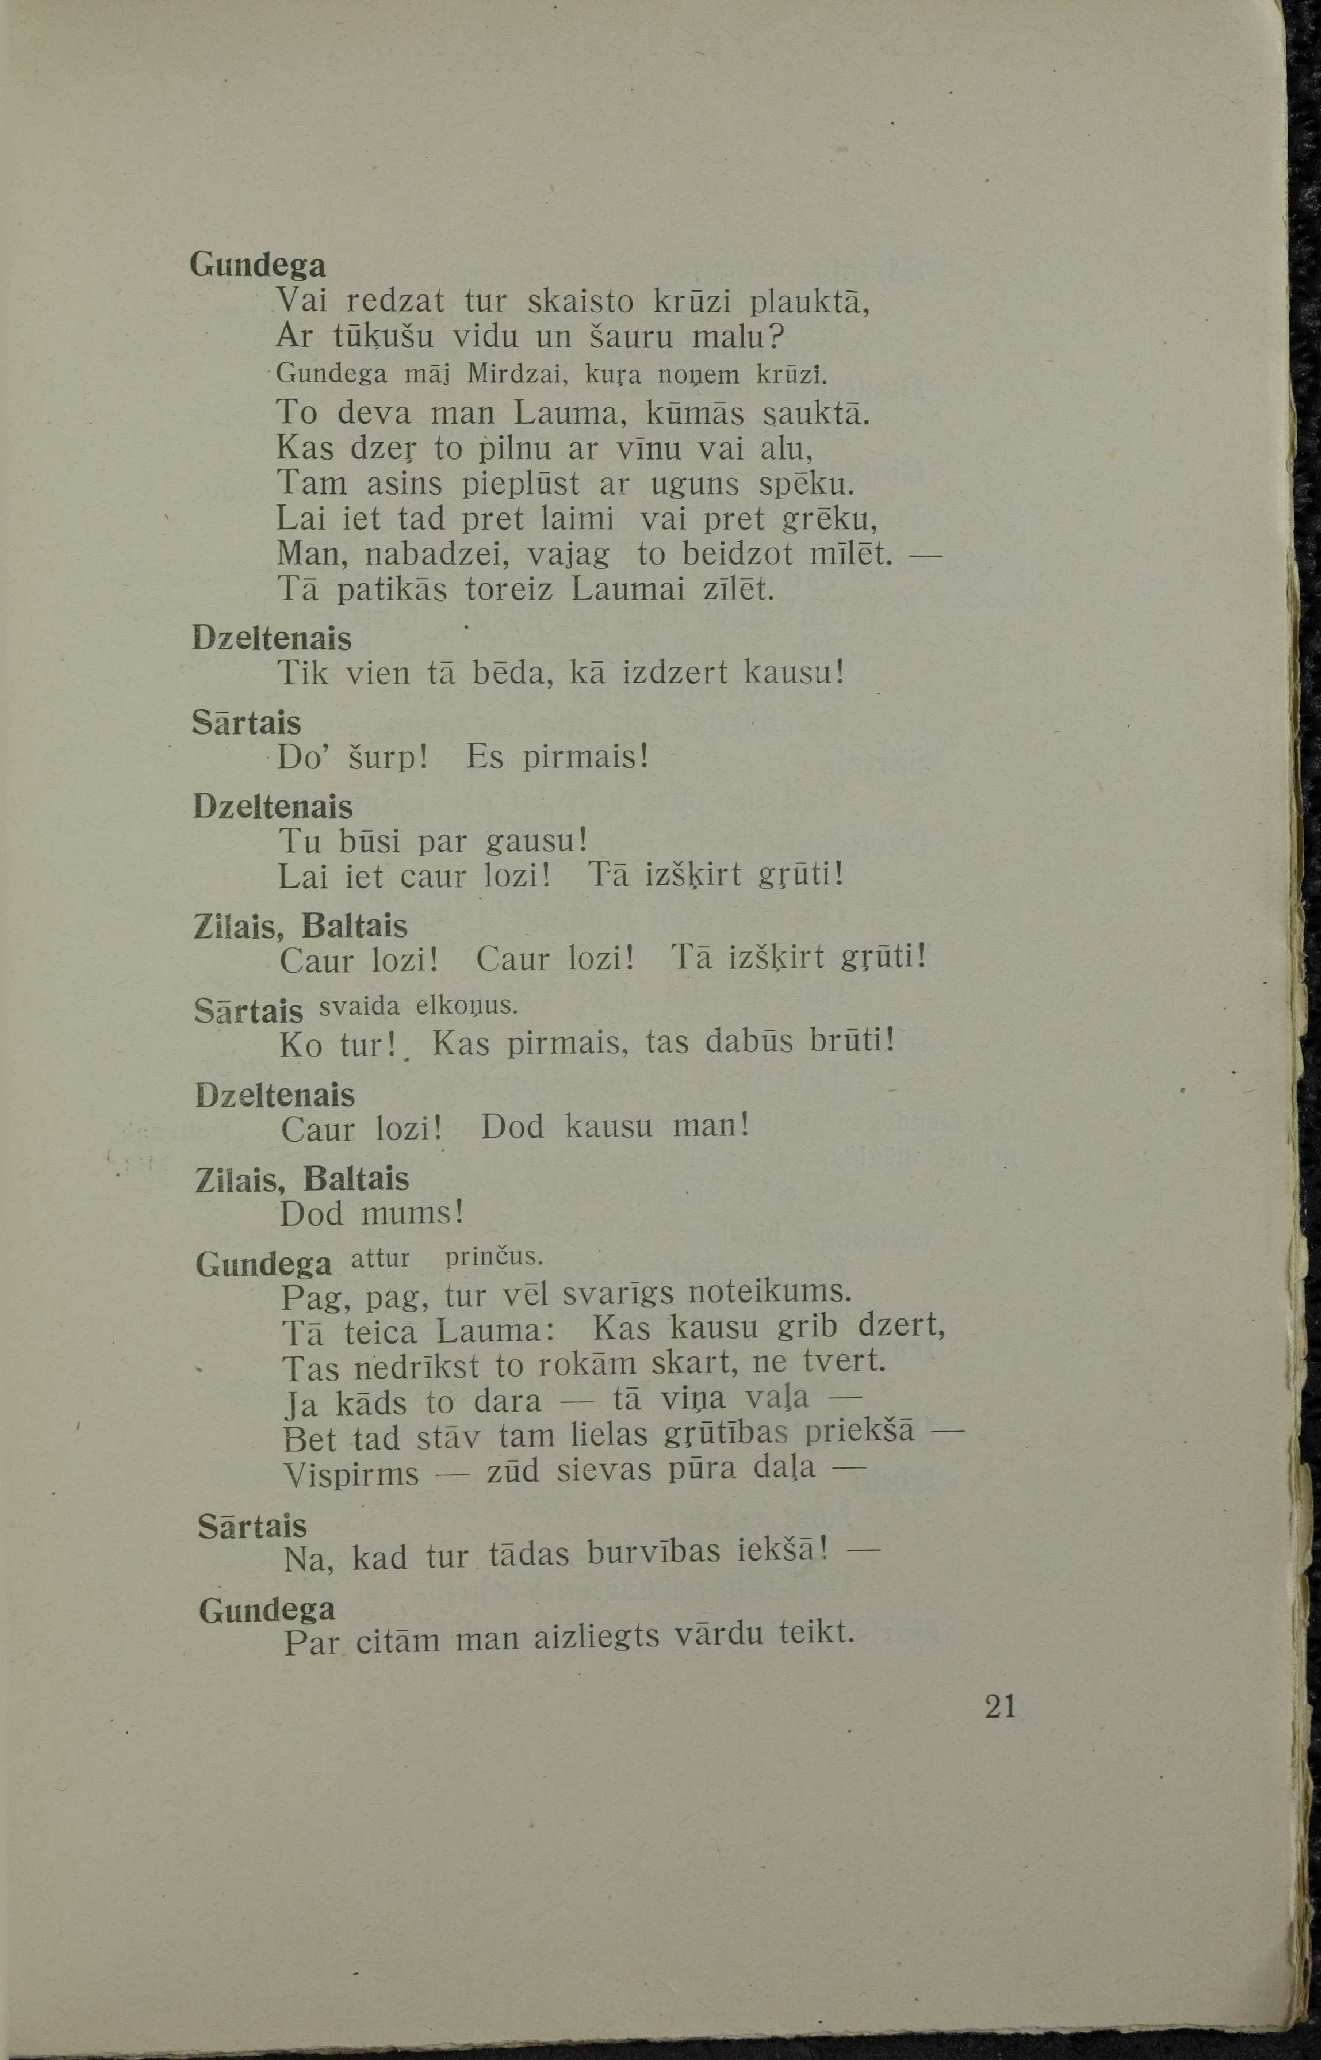 Gundega
Vai redzat tur skaisto krūzi plauktā,
Ar tūkušu vidu un šauru malu?
Gundega māj Mirdzai, kuŗa noņem krūzi.
To deva man Lauma, kūmās sauktā.
Kas dzeŗ to pilnu ar vīnu vai alu,
Tam asins pieplūst ar uguns spēku.
Lai iet tad pret laimi vai pret grēku,
Man, nabadzei, vajag to beidzot mīlēt. —
Tā patikās toreiz Laumai zīlēt.
Dzeltenais
Tik vien tā bēda, kā izdzert kausu!
Sārtais
Do’ šurp! Es pirmais!
Dzeltenais
Tu būsi par gausu!
Lai iet caur lozi! Tā izšķirt gŗūti!
Zilais, Baltais
Caur lozi! Caur lozi! Tā izšķirt gŗūti!
Sārtais svaida elkoņus.
Ko tur! Kas pirmais, tas dabūs brūti!
Dzeltenais
Caur lozi! Dod kausu man!
Zilais, Baltais
Dod mums!
Gundega attur prinčus.
Pag, pag, tur vēl svarīgs noteikums.
Tā teica Lauma: Kas kausu grib dzert,
Tas nedrīkst to rokām skart, ne tvert.
Ja kāds to dara — tā viņa vaļa —
Bet tad stāv tam lielas gŗūtības priekšā —
Vispirms — zūd sievas pūra daļa —
Sārtais
Na, kad tur tādas burvības iekšā! —
Gundega
Par citām man aizliegts vārdu teikt.
21